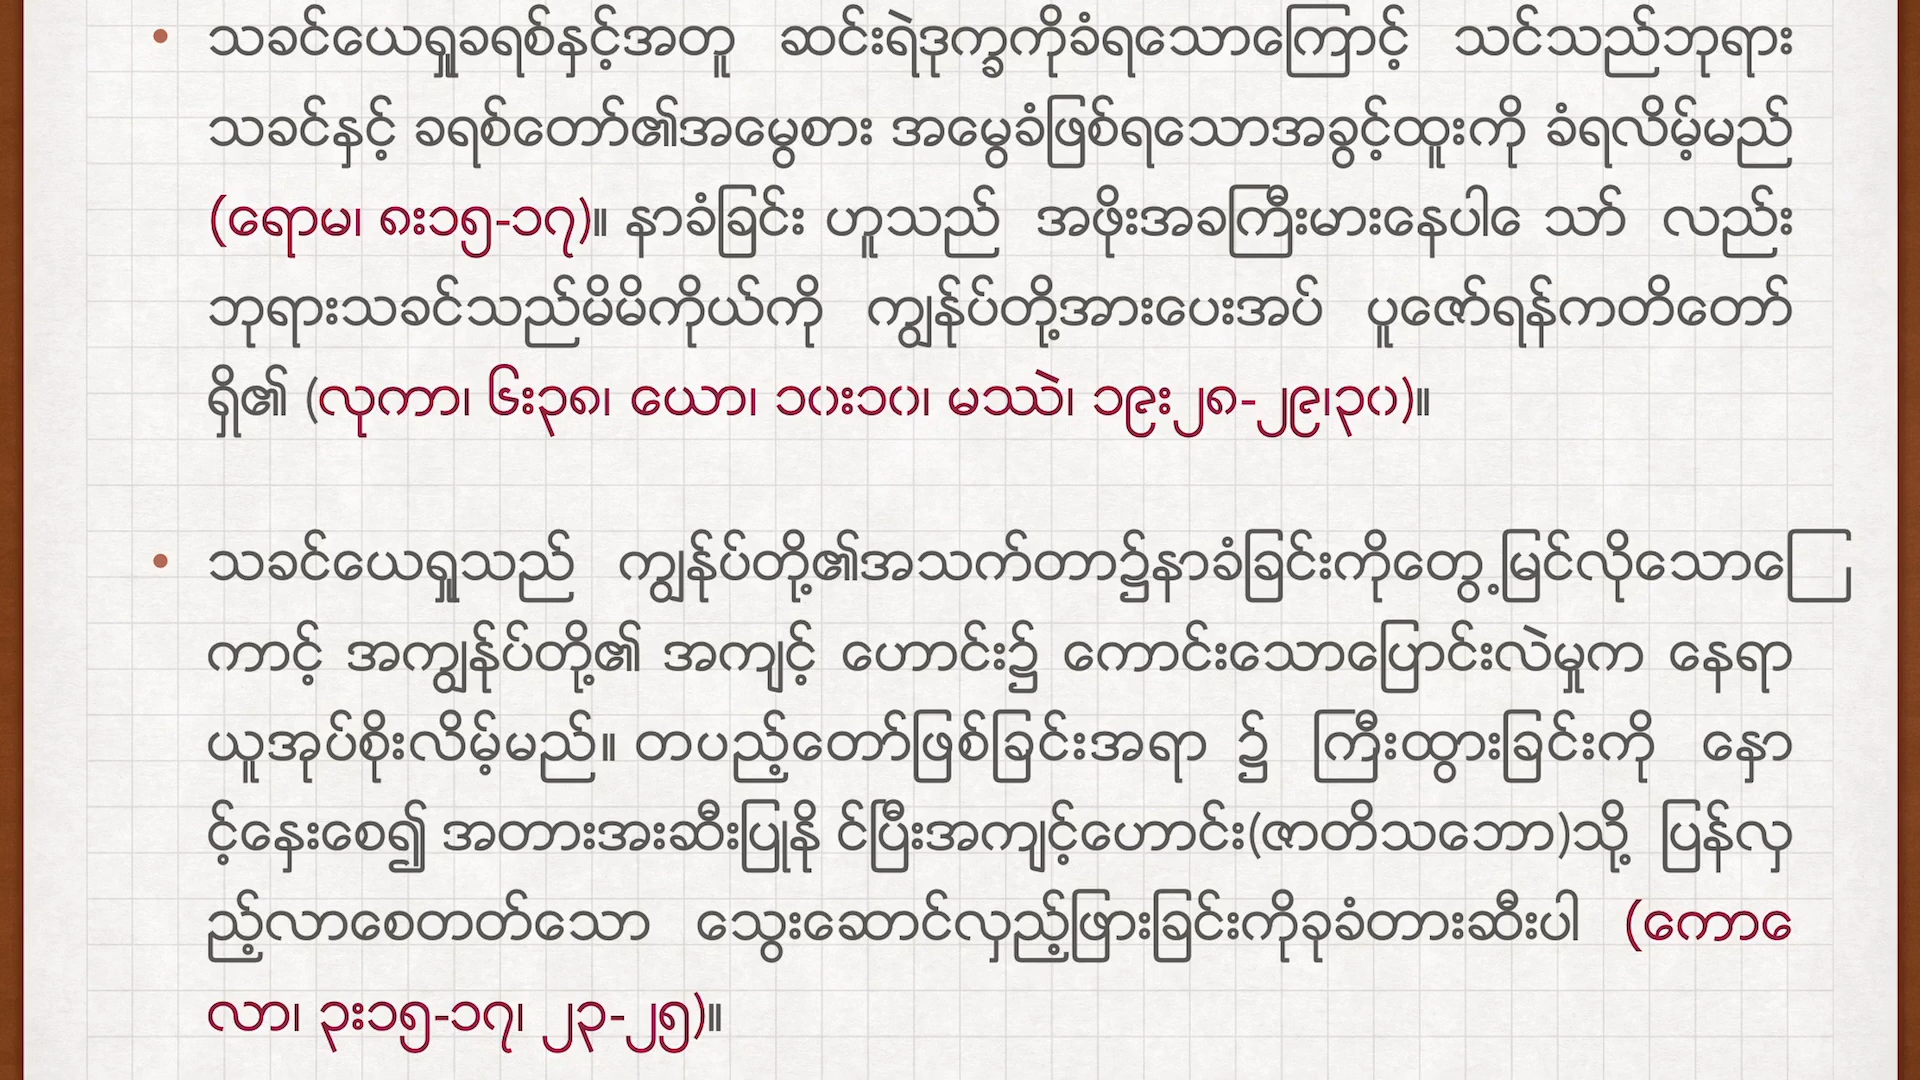 • သခင်ယေရှုခရစ်နှင့်အတူ ဆင်းရဲဒုက္ခကိုခံရသောကြောင့် သင်သည်ဘုရား
သခင်နှင့် ခရစ်တော်၏အမွေစား အမွေခံဖြစ်ရသောအခွင့်ထူးကို ခံရလိမ့်မည်
(ရောမ၊ ၈း၁၅-၁၇)။ နာခံခြင်း ဟူသည် အဖိုးအခကြီးမားနေပါေ သာ် လည်း
ဘုရားသခင်သည်မိမိကိုယ်ကို ကျွန်ုပ်တို့အားပေးအပ် ပူဇော်ရန်ကတိတော်
ရှိ၏ (လုကာ၊ ၆း၃၈၊ ယော၊ ၁၀း၁၀၊ မဿဲ၊ ၁၉း၂၈-၂၉၊၃၀)။
• သခင်ယေရှုသည် ကျွန်ုပ်တို့၏အသက်တာ၌နာခံခြင်းကိုတွေ့မြင်လိုသောကြေ
ကာင့် အကျွန်ုပ်တို့၏ အကျင့် ဟောင်း၌ ကောင်းသောပြောင်းလဲမှုက နေရာ
ယူအုပ်စိုးလိမ့်မည်။ တပည့်တော်ဖြစ်ခြင်းအရာ ၌ ကြီးထွားခြင်းကို နှော
င့်နှေးစေ၍ အတားအးဆီးပြုနို င်ပြီးအကျင့်ဟောင်း(ဇာတိသဘော)သို့ ပြန်လှ
ည့်လာစေတတ်သော သွေးဆောင်လှည့်ဖြားခြင်းကိုခုခံတားဆီးပါ (ကောေ
လာ၊ ၃း၁၅-၁၇၊ ၂၃-၂၅)။